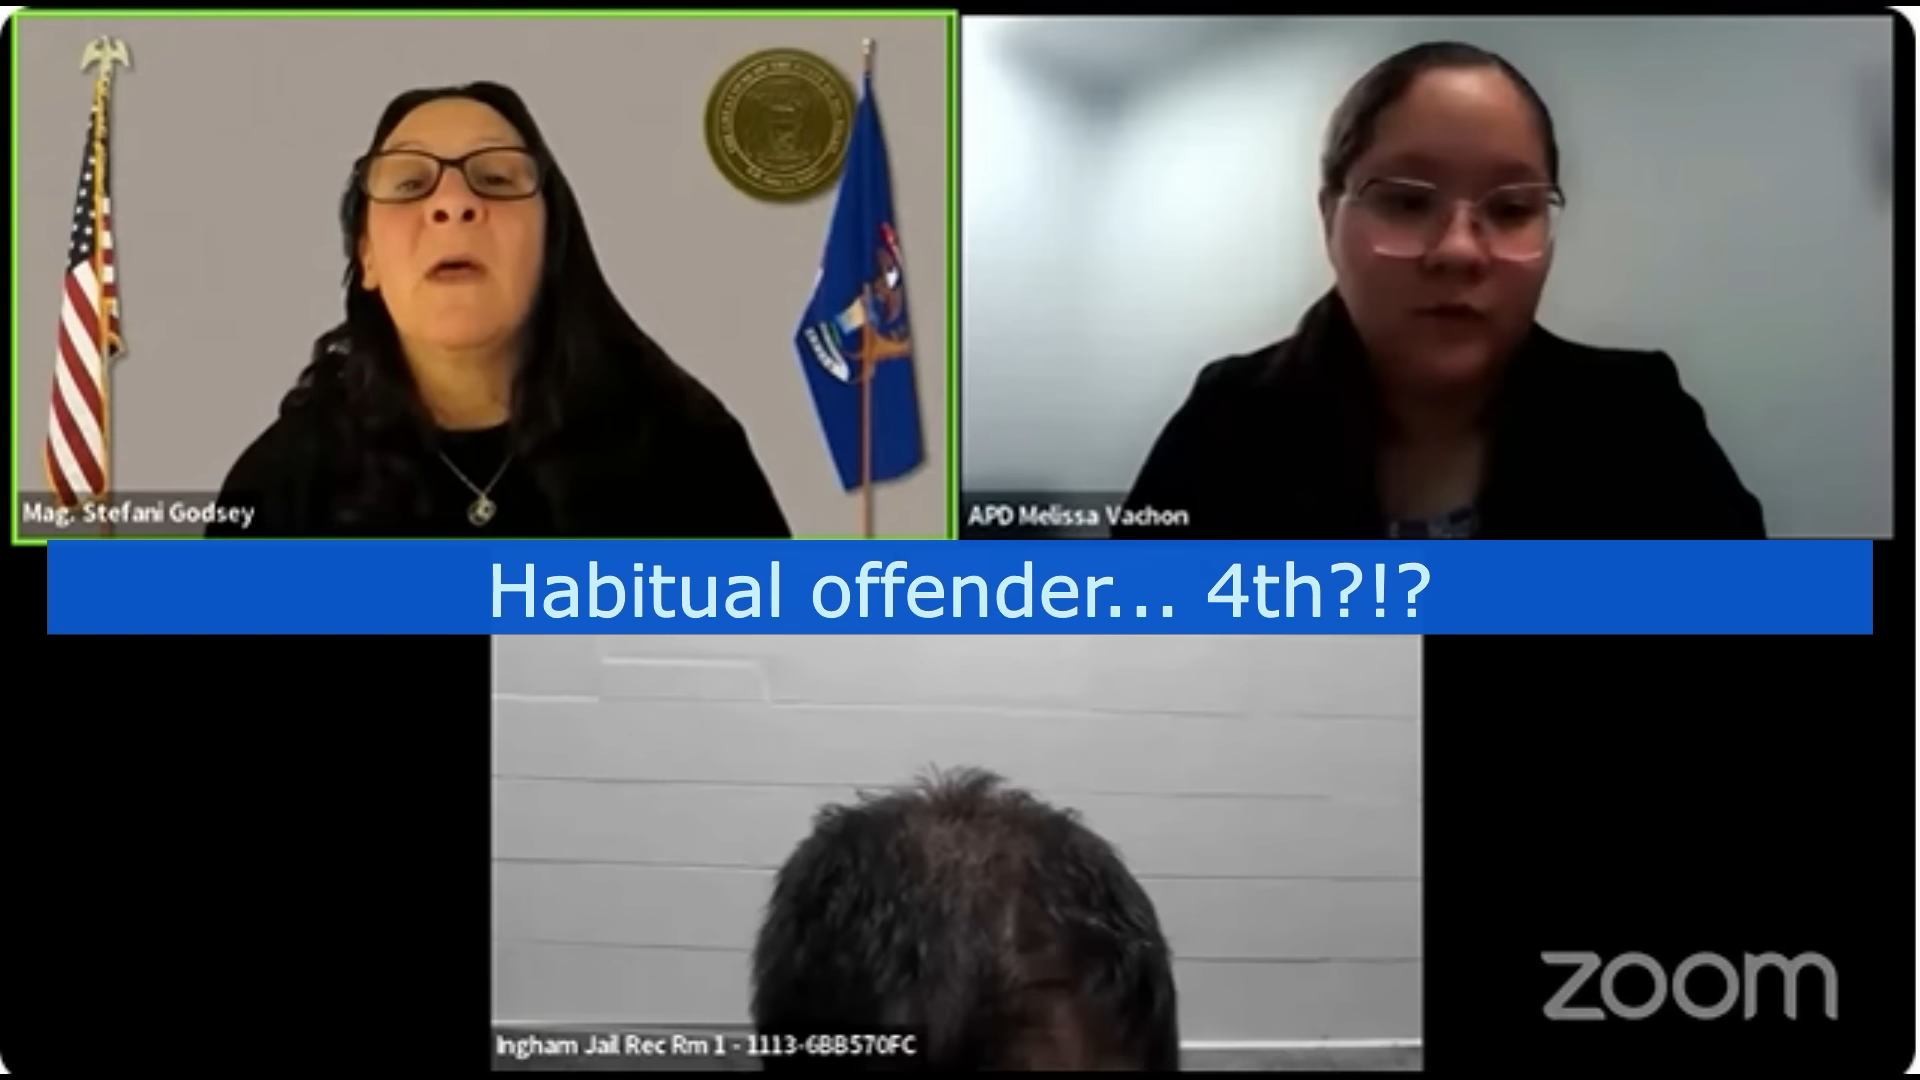 Mag. Stefani Godsey
APD Melissa Vachon
Habitual offender... 4th?!?
Ingham Jail Rec Rm 1 - 1113-6BB570FC
zoom